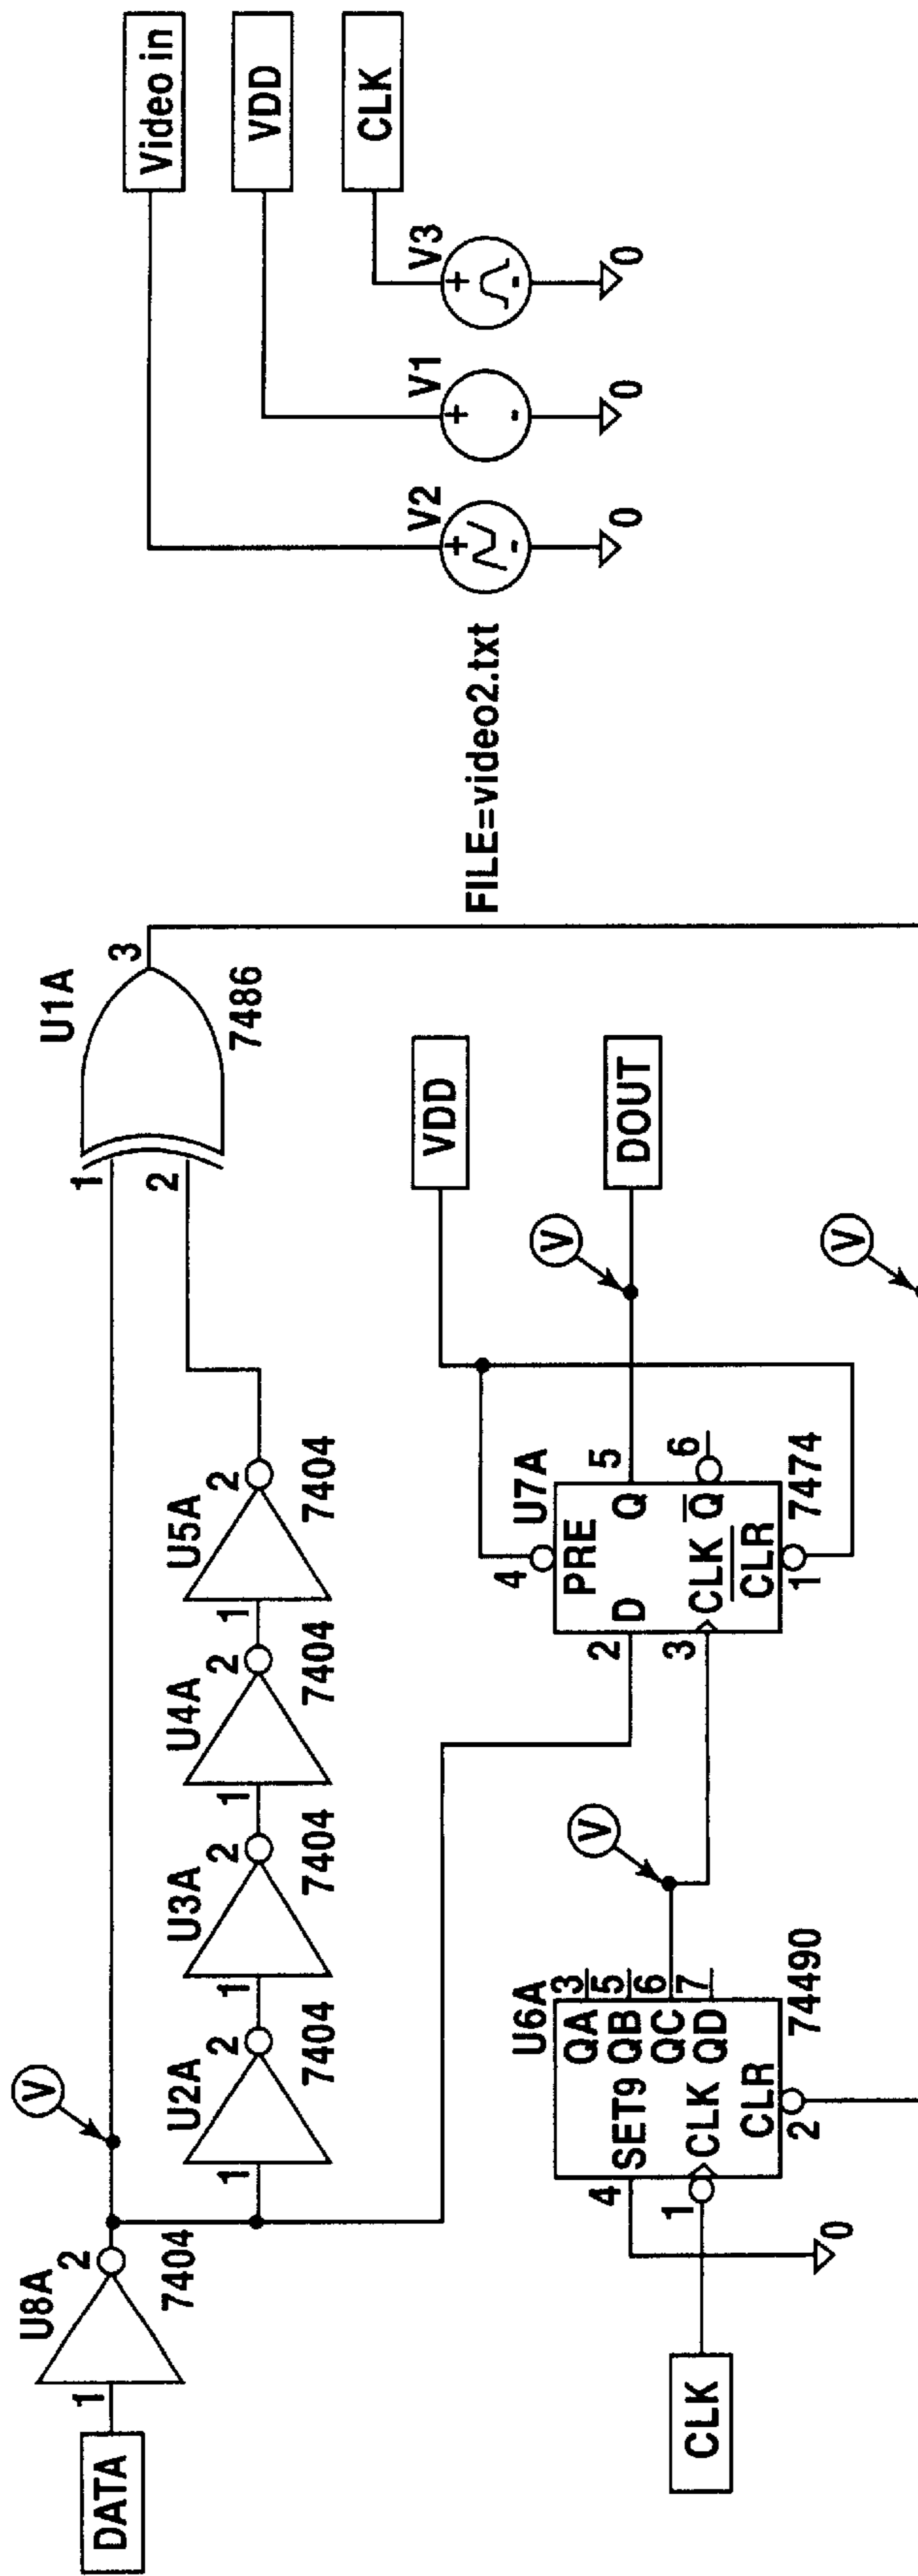 DATA
1
U8A
2
7404
V
1
U2A
2
7404
1
U3A
2
7404
1
U4A
2
7404
1
U5A
2
7404
1
2
U1A
3
7486
Video in
VDD
CLK
V2
+
-
0
V1
+
-
0
V3
+
-
0
FILE=video2.txt
CLK
0
4
1
U6A
SET9
CLK
CLR
QA
QB
QC
QD
3
5
6
7
2
74490
V
2
3
4
U7A
PRE
D
Q
CLK
Q
CLR
5
6
1
7474
V
VDD
DOUT
V